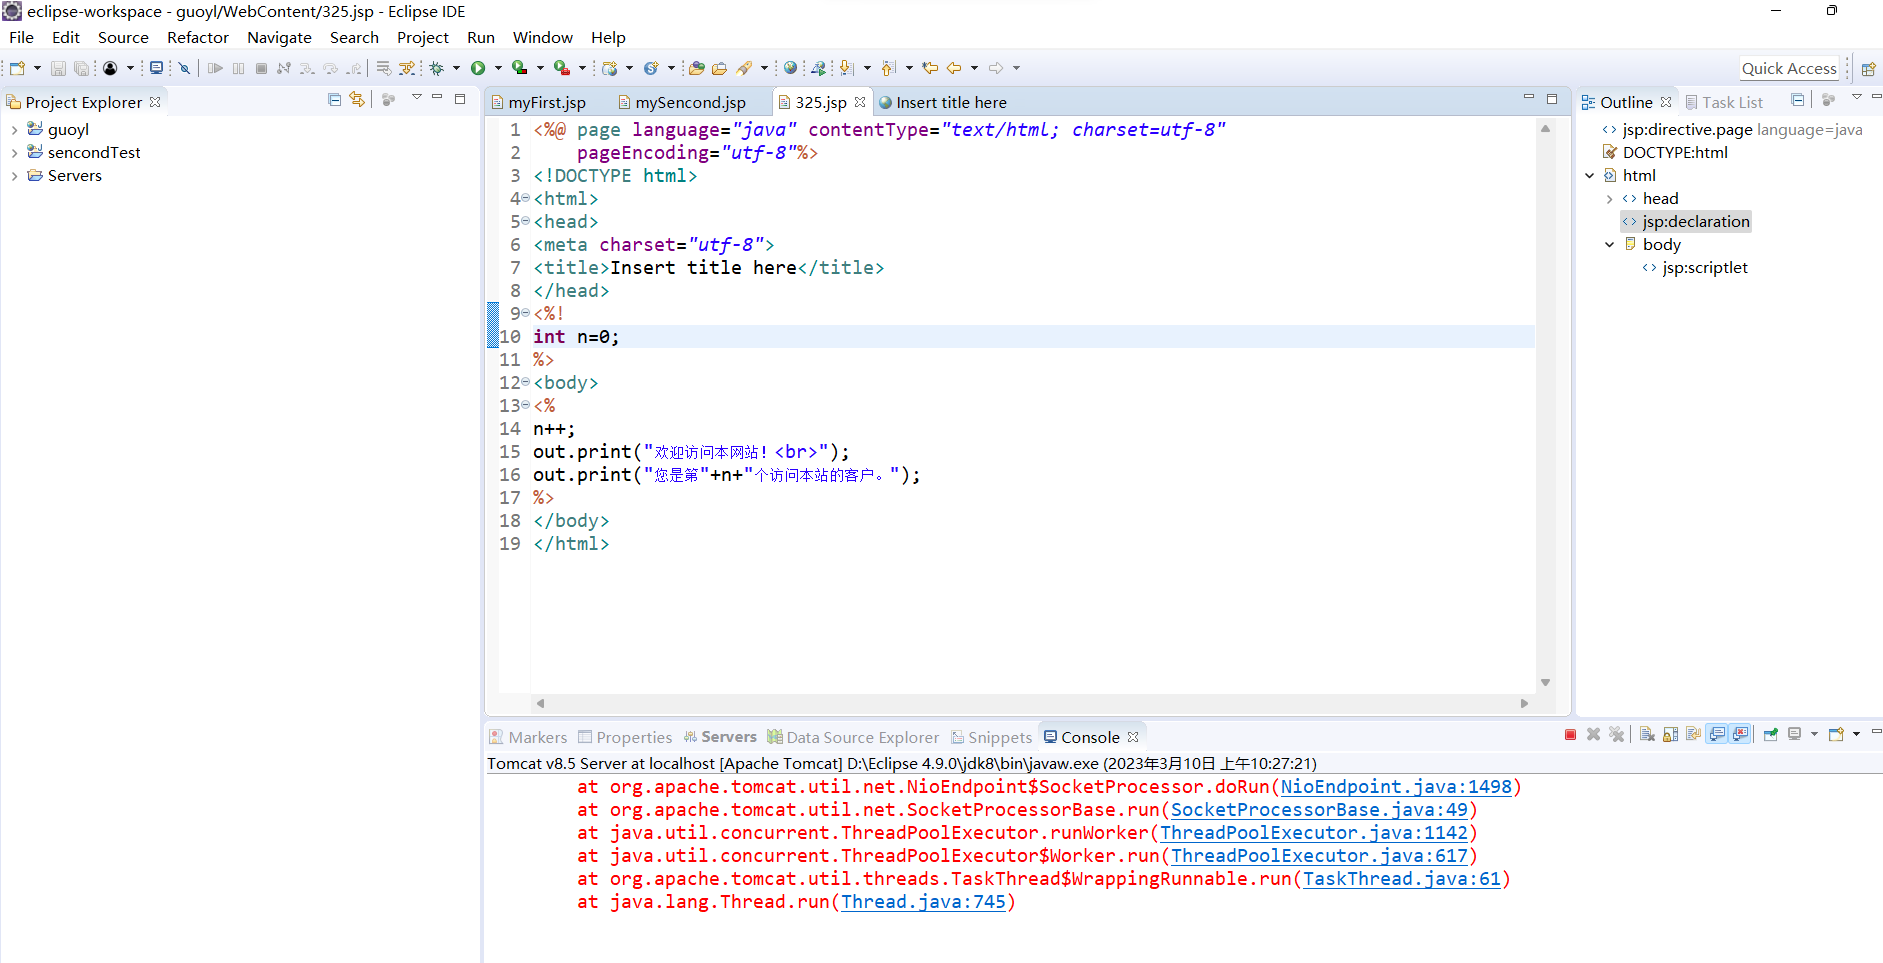 eclipse-workspace - guoyl/WebContent/325.jsp - Eclipse IDE
File Edit Source Refactor Navigate Search Project Run Window Help
Quick Access
Project Explorer
guoyl
sencondTest
Servers
myFirst.jsp mySencond.jsp 325.jsp Insert title here
1 <%@ page language="java" contentType="text/html; charset=utf-8"
2 pageEncoding="utf-8"%>
3 <!DOCTYPE html>
4 <html>
5 <head>
6 <meta charset="utf-8">
7 <title>Insert title here</title>
8 </head>
9 <%!
10 int n=0;
11 %>
12 <body>
13 <%
14 n++;
15 out.print("欢迎访问本网站！<br>");
16 out.print("您是第"+n+"个访问本站的客户。");
17 %>
18 </body>
19 </html>
Outline Task List
jsp:directive.page language=java
DOCTYPE:html
html
head
jsp:declaration
body
jsp:scriptlet
Markers Properties Servers Data Source Explorer Snippets Console
Tomcat v8.5 Server at localhost [Apache Tomcat] D:\Eclipse 4.9.0\jdk8\bin\javaw.exe (2023年3月10日 上午10:27:21)
at org.apache.tomcat.util.net.NioEndpoint$SocketProcessor.doRun(NioEndpoint.java:1498)
at org.apache.tomcat.util.net.SocketProcessorBase.run(SocketProcessorBase.java:49)
at java.util.concurrent.ThreadPoolExecutor.runWorker(ThreadPoolExecutor.java:1142)
at java.util.concurrent.ThreadPoolExecutor$Worker.run(ThreadPoolExecutor.java:617)
at org.apache.tomcat.util.threads.TaskThread$WrappingRunnable.run(TaskThread.java:61)
at java.lang.Thread.run(Thread.java:745)